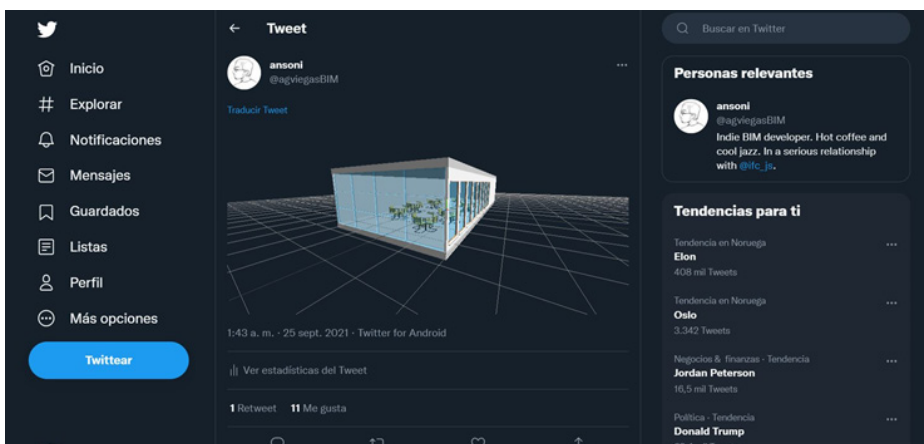 Inicio
Explorar
Notificaciones
Mensajes
Guardados
Listas
Perfil
Más opciones
Twittear
Tweet
ansoni
@agviegasBIM
Traducir Tweet
1:43 a. m. · 25 sept. 2021 · Twitter for Android
Ver estadísticas del Tweet
1 Retweet 11 Me gusta
Buscar en Twitter
Personas relevantes
ansoni
@agviegasBIM
Indie BIM developer. Hot coffee and
cool jazz. In a serious relationship
with @ifc_js.
Tendencias para ti
Tendencia en Noruega
Elon
408 mil Tweets
Tendencia en Noruega
Oslo
3.342 Tweets
Negocios & finanzas · Tendencia
Jordan Peterson
16,5 mil Tweets
Política · Tendencia
Donald Trump